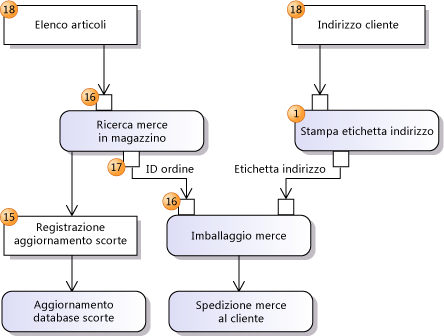 18
18
Elenco articoli
Indirizzo cliente
16
1
Ricerca merce
in magazzino
Stampa etichetta indirizzo
17
ID ordine
Etichetta indirizzo
16
15
Registrazione
aggiornamento scorte
Imballaggio merce
Aggiornamento
database scorte
Spedizione merce
al cliente